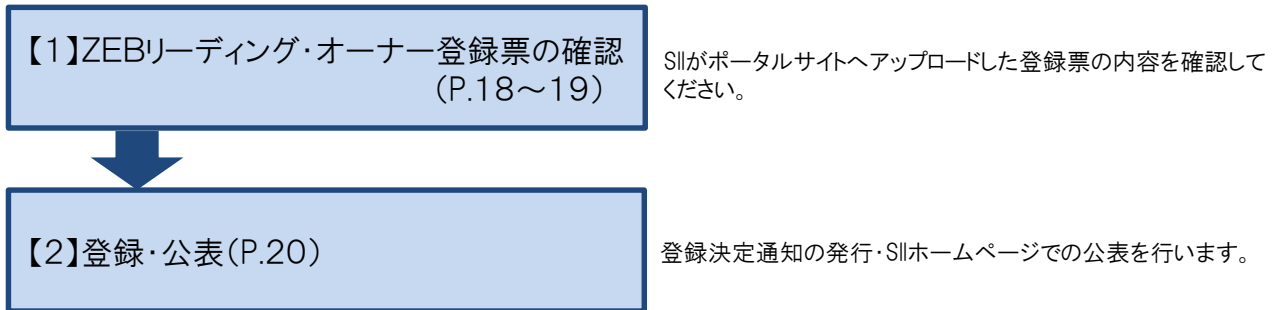 【1】ZEBリーディング・オーナー登録票の確認
(P.18～19)
SIIがポータルサイトへアップロードした登録票の内容を確認して
ください。
【2】登録・公表(P.20)
登録決定通知の発行・SIIホームページでの公表を行います。